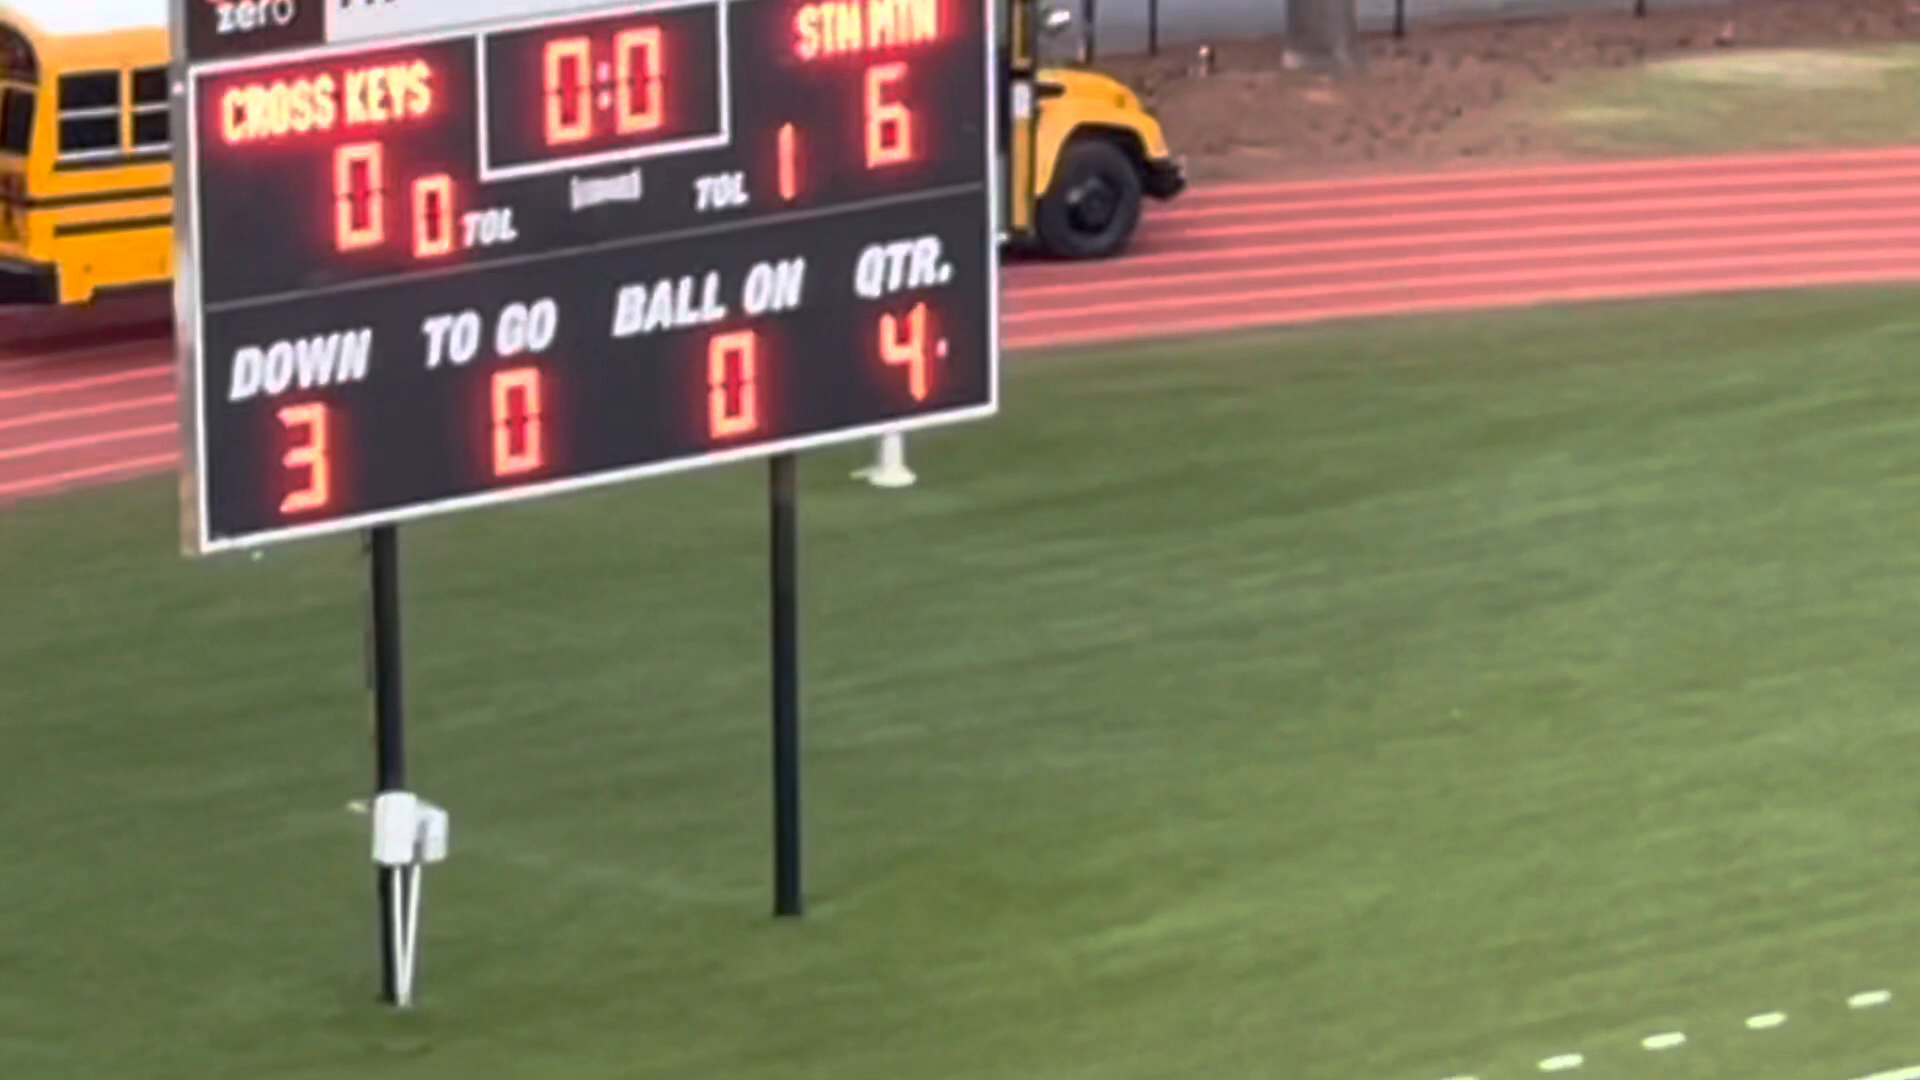 zero
CROSS KEYS 0:0 STN MTN
0 0 TOL TOL 1 6
DOWN TO GO BALL ON QTR.
3 0 0 4